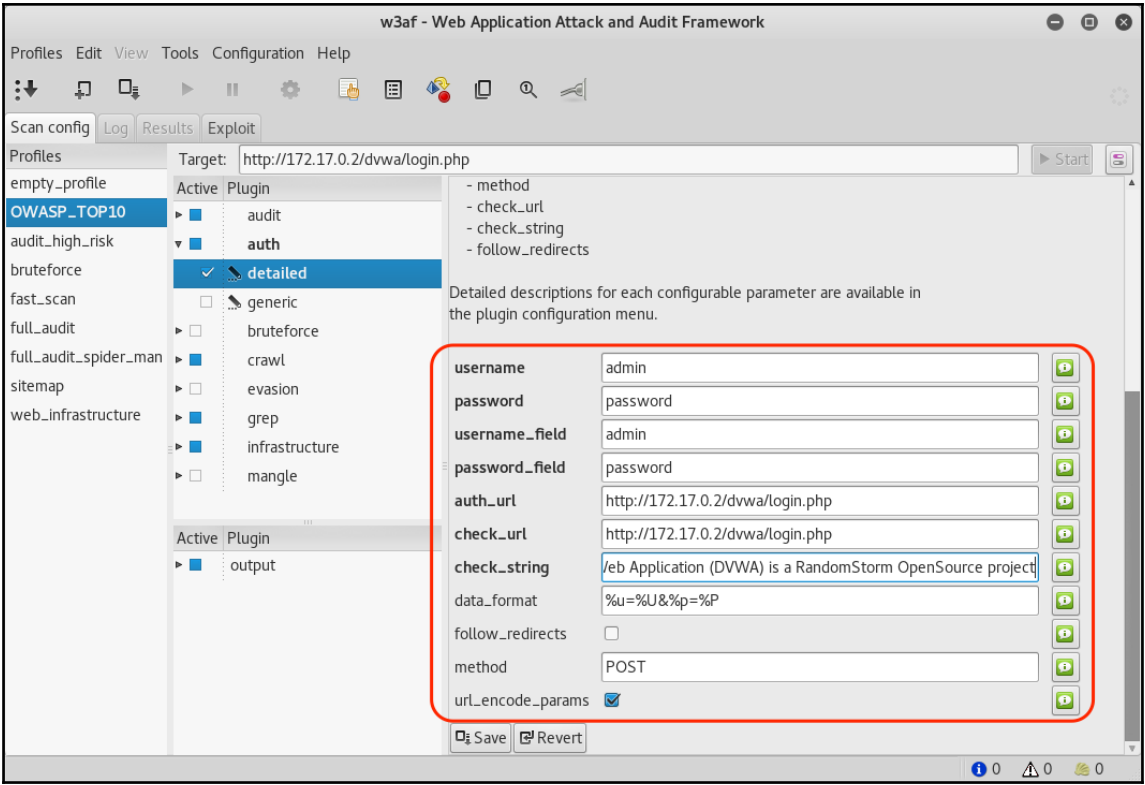 w3af - Web Application Attack and Audit Framework
Profiles Edit View Tools Configuration Help
Scan config Log Results Exploit
Profiles
empty_profile
OWASP_TOP10
audit_high_risk
bruteforce
fast_scan
full_audit
full_audit_spider_man
sitemap
web_infrastructure
Target: http://172.17.0.2/dvwa/login.php Start
Active Plugin
audit
auth
detailed
generic
bruteforce
crawl
evasion
grep
infrastructure
mangle
Active Plugin
output
- method
- check_url
- check_string
- follow_redirects
Detailed descriptions for each configurable parameter are available in
the plugin configuration menu.
username admin
password password
username_field admin
password_field password
auth_url http://172.17.0.2/dvwa/login.php
check_url http://172.17.0.2/dvwa/login.php
check_string eb Application (DVWA) is a RandomStorm OpenSource project
data_format %u=%U&%p=%P
follow_redirects
method POST
url_encode_params
Save Revert
0 0 0